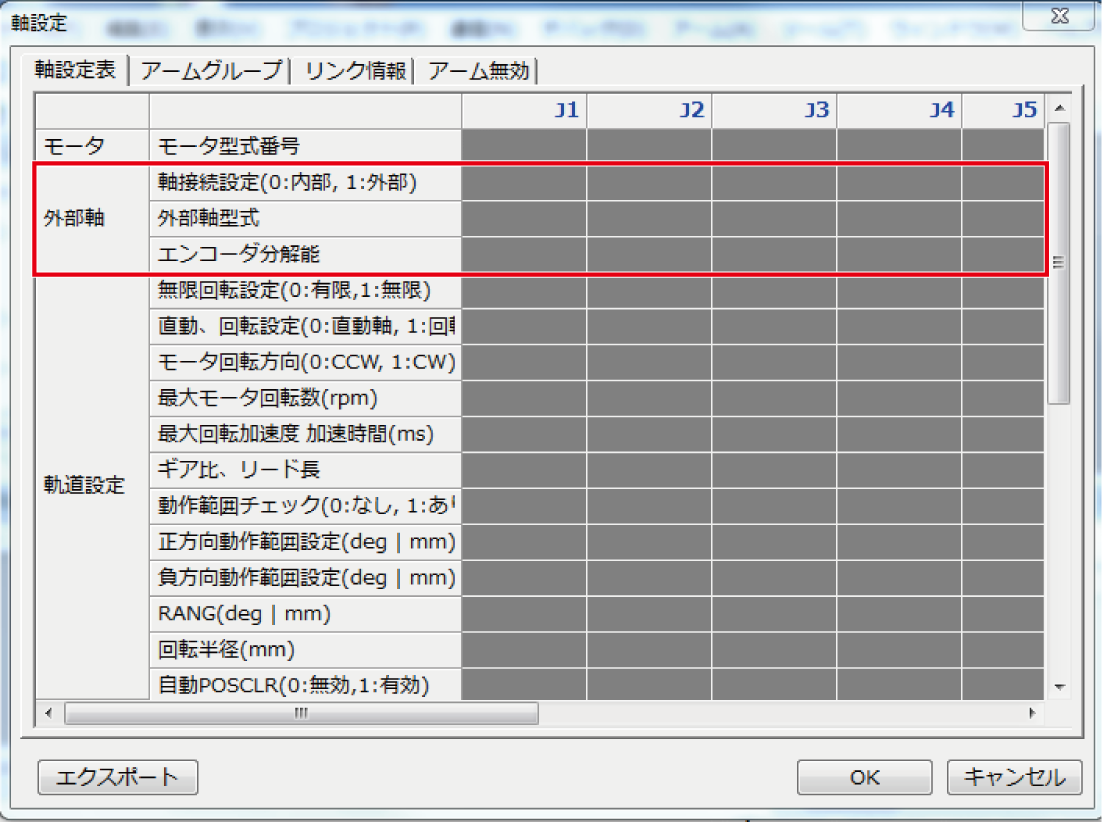 軸設定
軸設定表 アームグループ リンク情報 アーム無効
J1 J2 J3 J4 J5
モータ モータ型式番号
外部軸 軸接続設定(0:内部, 1:外部)
外部軸型式
エンコーダ分解能
無限回転設定(0:有限,1:無限)
直動、回転設定(0:直動軸, 1:回転
モータ回転方向(0:CCW, 1:CW)
最大モータ回転数(rpm)
最大回転加速度 加速時間(ms)
軌道設定 ギア比、リード長
動作範囲チェック(0:なし, 1:あり
正方向動作範囲設定(deg | mm)
負方向動作範囲設定(deg | mm)
RANG(deg | mm)
回転半径(mm)
自動POSCLR(0:無効,1:有効)
エクスポート OK キャンセル